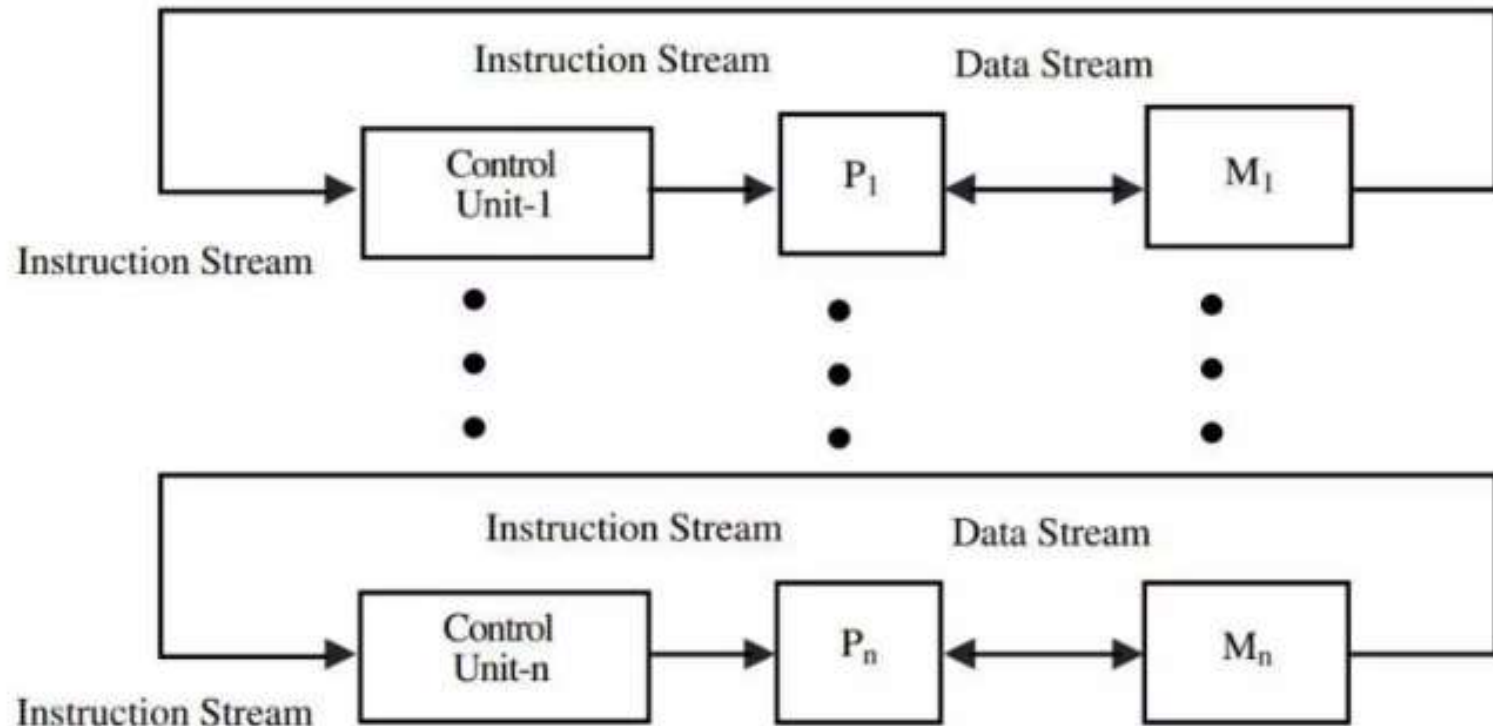 Instruction Stream
Data Stream
Control
Unit-1
P₁
M₁
Instruction Stream
Instruction Stream
Data Stream
Control
Unit-n
Pₙ
Mₙ
Instruction Stream